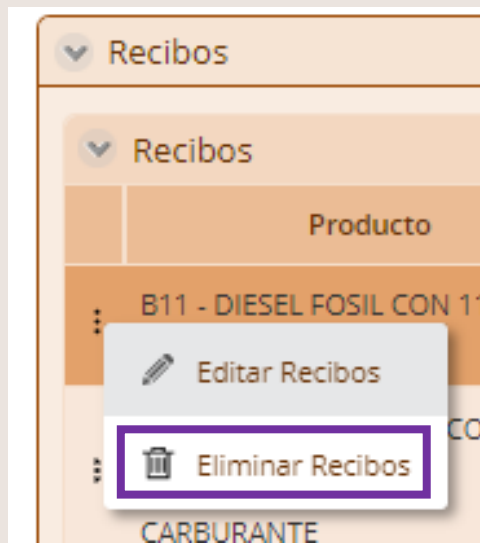 Recibos
Recibos
Producto
B11 - DIESEL FOSIL CON 11
Editar Recibos
CO
Eliminar Recibos
CARBURANTE